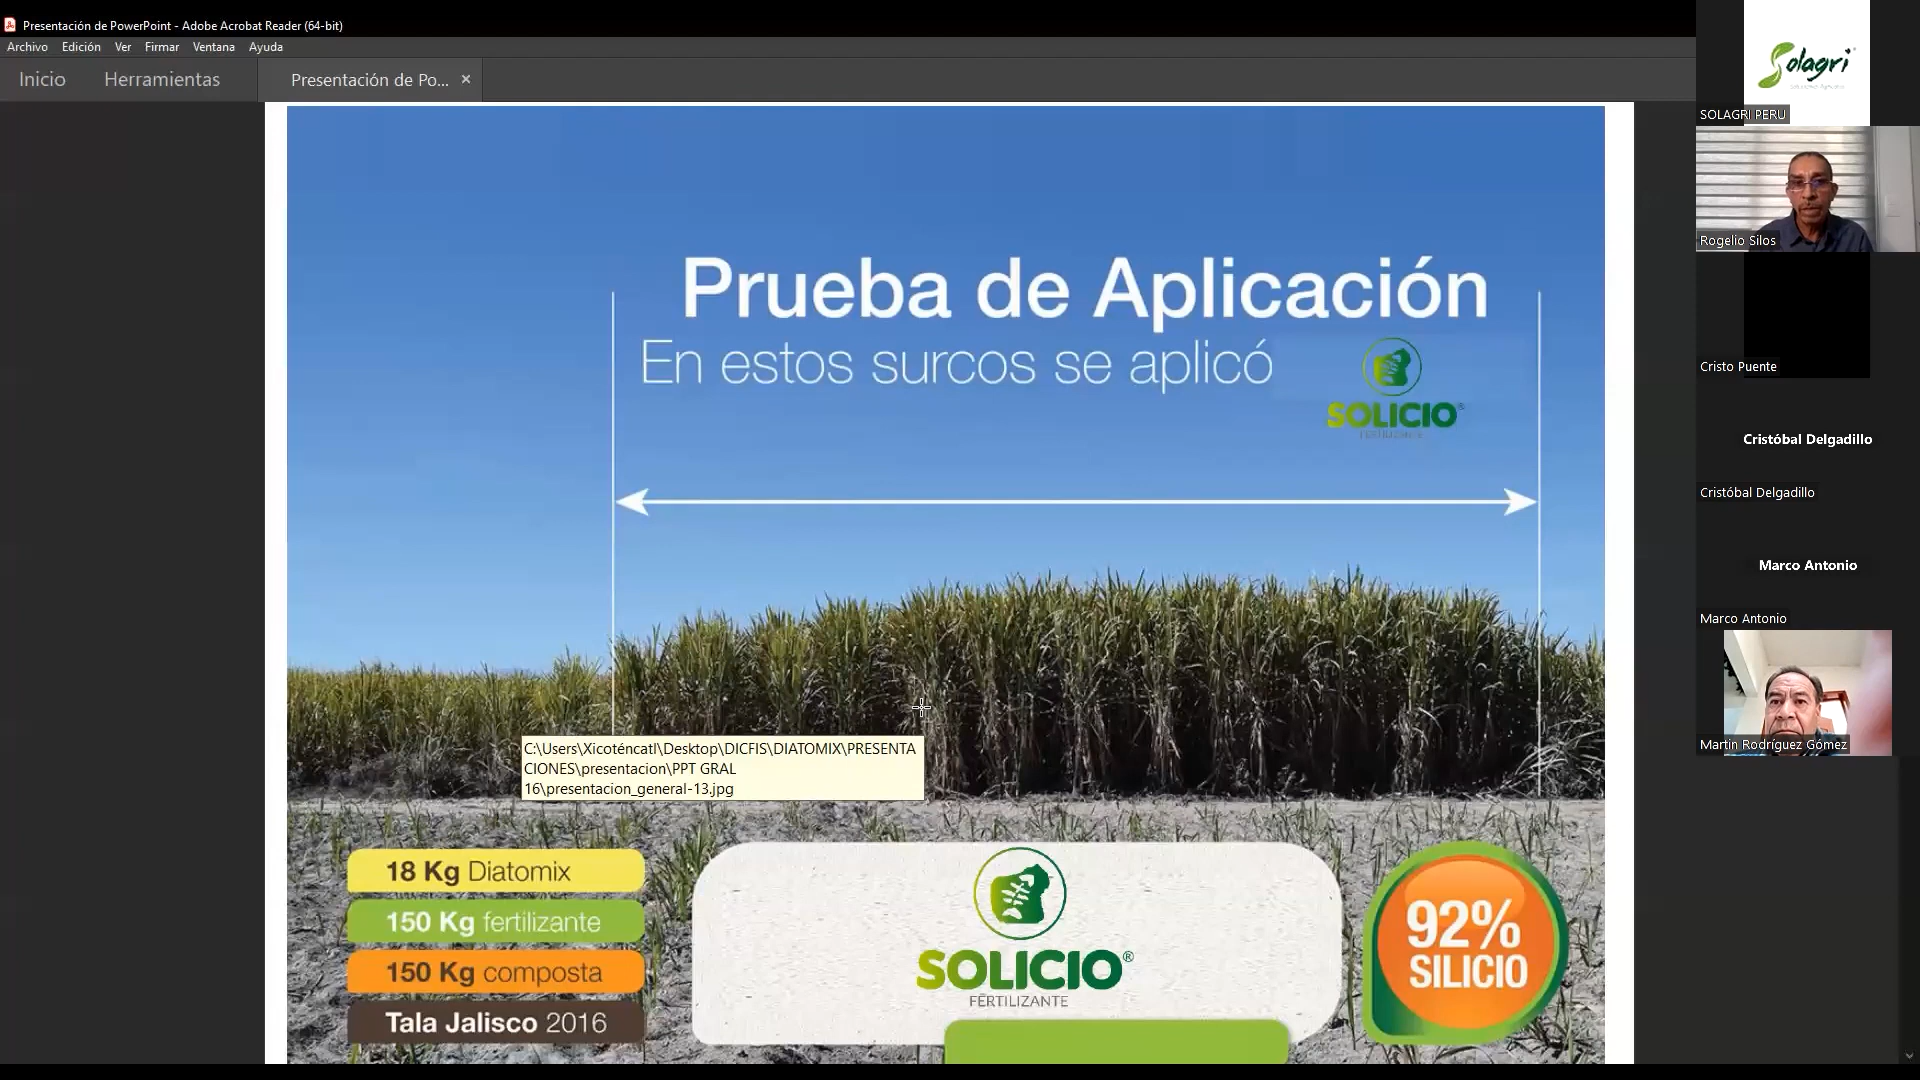 Presentación de PowerPoint - Adobe Acrobat Reader (64-bit)
Archivo Edición Ver Firmar Ventana Ayuda
Inicio Herramientas Presentación de Po... ×
Prueba de Aplicación
En estos surcos se aplicó
SOLICIO®
FERTILIZANTE
C:\Users\Xicoténcatl\Desktop\DICFIS\DIATOMIX\PRESENTA
CIONES\presentacion\PPT GRAL
16\presentacion_general-13.jpg
18 Kg Diatomix
150 Kg fertilizante
150 Kg composta
Tala Jalisco 2016
SOLICIO®
FERTILIZANTE
92%
SILICIO
Solagri
SOLAGRI PERU
Rogelio Silos
Cristo Puente
Cristóbal Delgadillo
Cristóbal Delgadillo
Marco Antonio
Marco Antonio
Martin Rodríguez Gómez